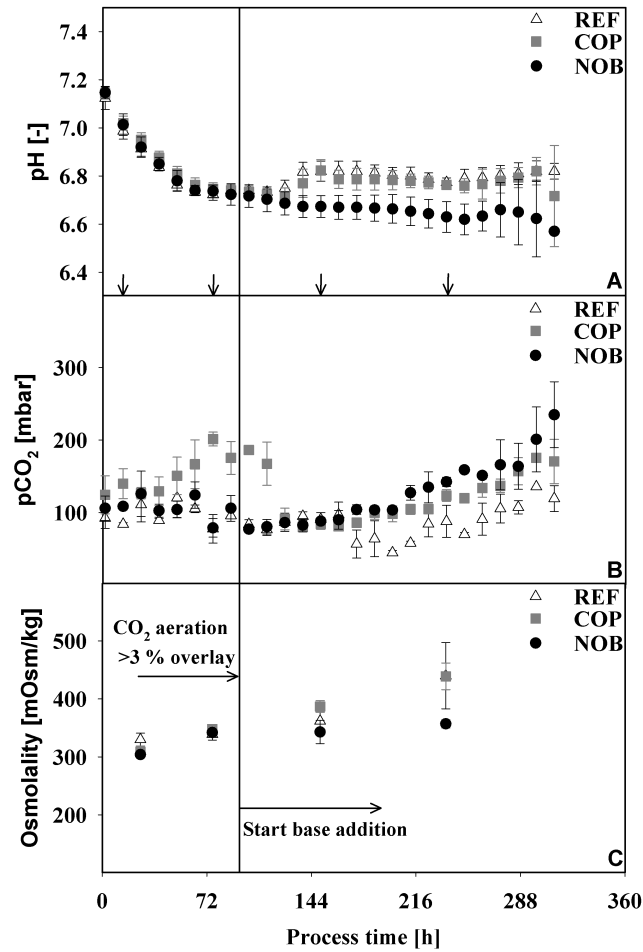 7.4
7.2
7.0
6.8
6.6
6.4
pH [-]
REF
COP
NOB
A
300
200
100
pCO2 [mbar]
REF
COP
NOB
B
500
400
300
200
Osmolality [mOsm/kg]
CO2 aeration
>3 % overlay
REF
COP
NOB
Start base addition
C
0 72 144 216 288 360
Process time [h]